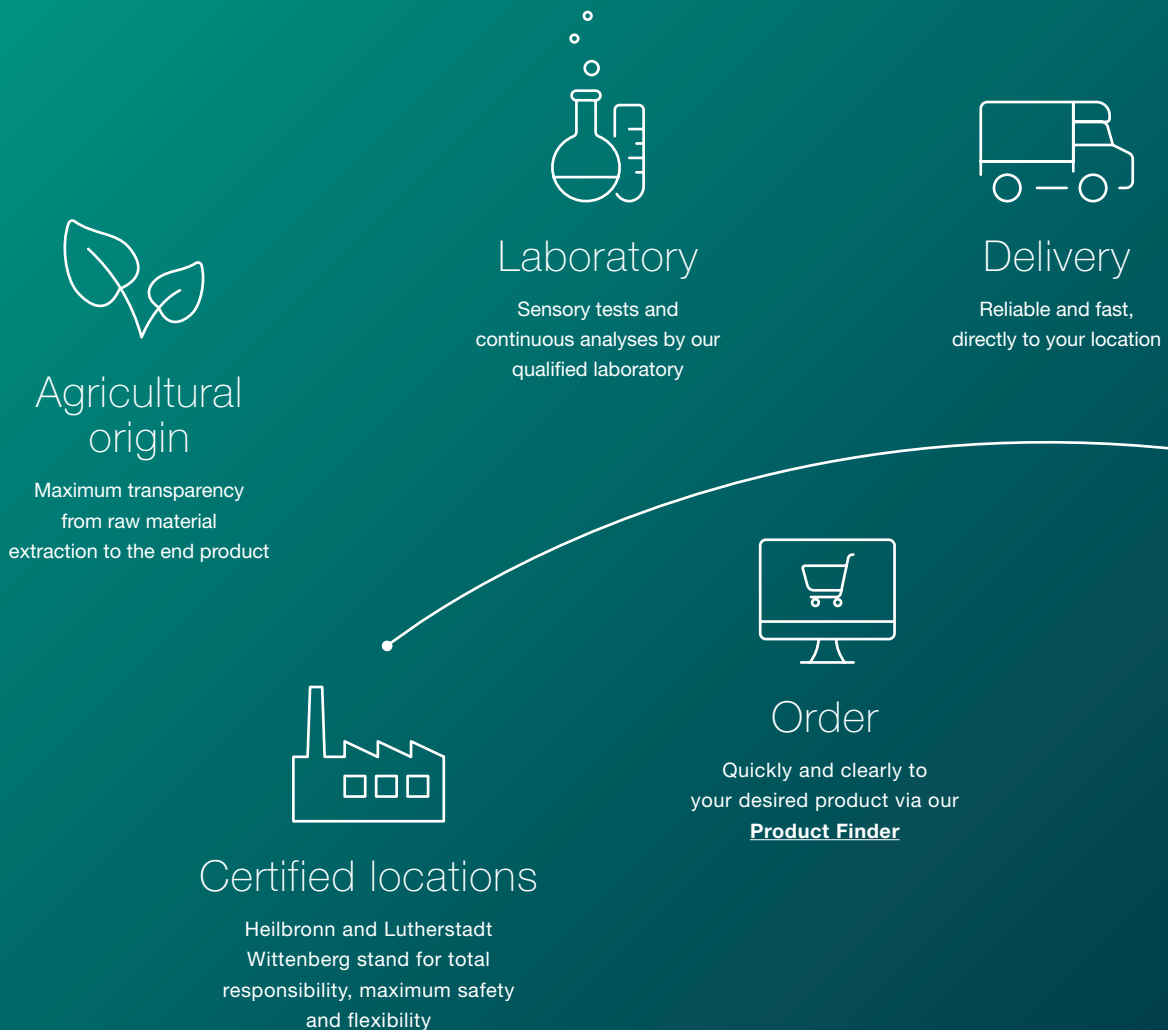 Agricultural
origin
Maximum transparency
from raw material
extraction to the end product
Certified locations
Heilbronn and Lutherstadt
Wittenberg stand for total
responsibility, maximum safety
and flexibility
Laboratory
Sensory tests and
continuous analyses by our
qualified laboratory
Order
Quickly and clearly to
your desired product via our
Product Finder
Delivery
Reliable and fast,
directly to your location